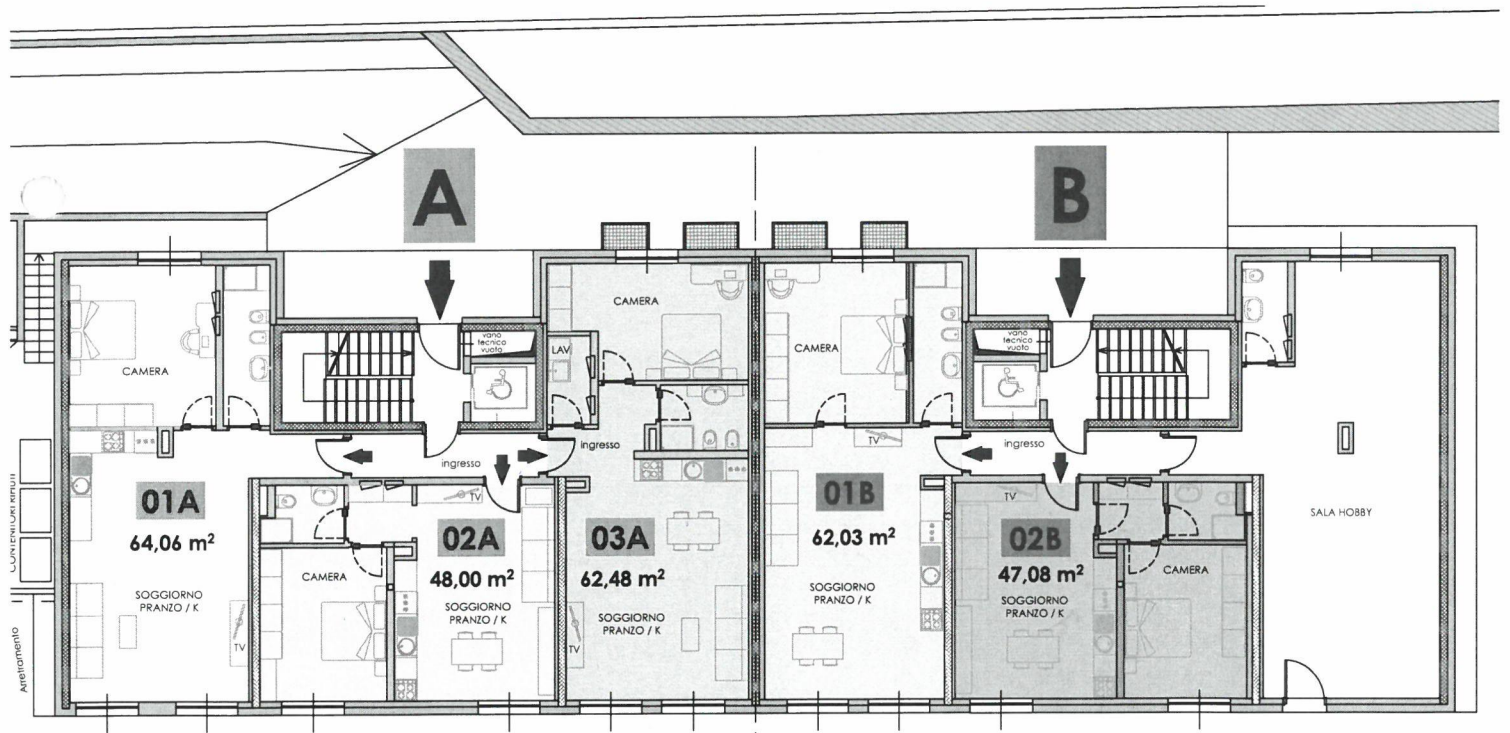 A
B
CAMERA
CAMERA
CAMERA
vano
tecnico
vuoto
vano
tecnico
vuoto
LAV
ingresso
ingresso
ingresso
TV
TV
TV
01A
64,06 m²
SOGGIORNO
PRANZO / K
TV
02A
48,00 m²
SOGGIORNO
PRANZO / K
CAMERA
03A
62,48 m²
SOGGIORNO
PRANZO / K
TV
01B
62,03 m²
SOGGIORNO
PRANZO / K
02B
47,08 m²
SOGGIORNO
PRANZO / K
CAMERA
SALA HOBBY
CONTENITORI RIFIUTI
Arretramento